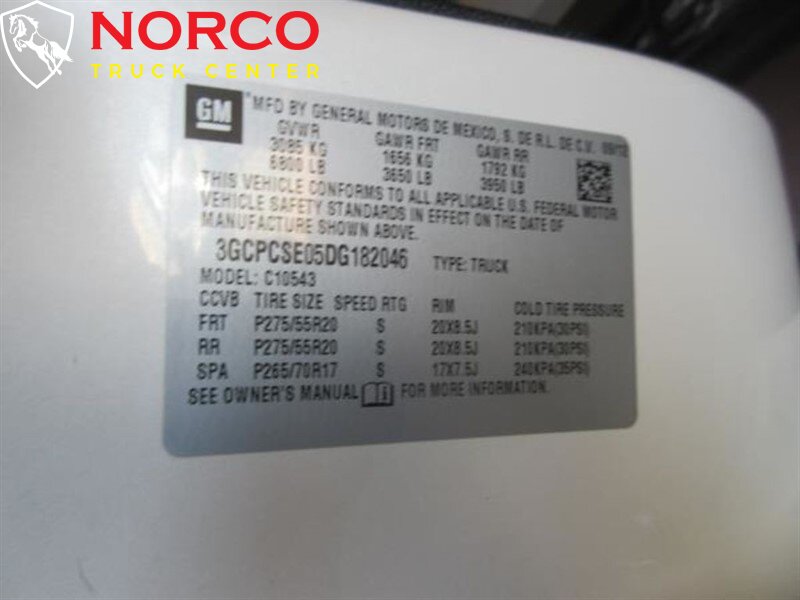 NORCO
TRUCK CENTER
GM
*MFD BY GENERAL MOTORS DE MEXICO, S. DE R.L. DE C.V. 09/12
GVWR GAWR FRT GAWR RR
3085 KG 1656 KG 1792 KG
6800 LB 3650 LB 3950 LB
THIS VEHICLE CONFORMS TO ALL APPLICABLE U.S. FEDERAL MOTOR
VEHICLE SAFETY STANDARDS IN EFFECT ON THE DATE OF
MANUFACTURE SHOWN ABOVE.
3GCPCSE05DG182046 TYPE: TRUCK
MODEL: C10543
CCVB TIRE SIZE SPEED RTG RIM COLD TIRE PRESSURE
FRT P275/55R20 S 20X8.5J 210KPA(30PSI)
RR P275/55R20 S 20X8.5J 210KPA(30PSI)
SPA P265/70R17 S 17X7.5J 240KPA(35PSI)
SEE OWNER'S MANUAL FOR MORE INFORMATION.